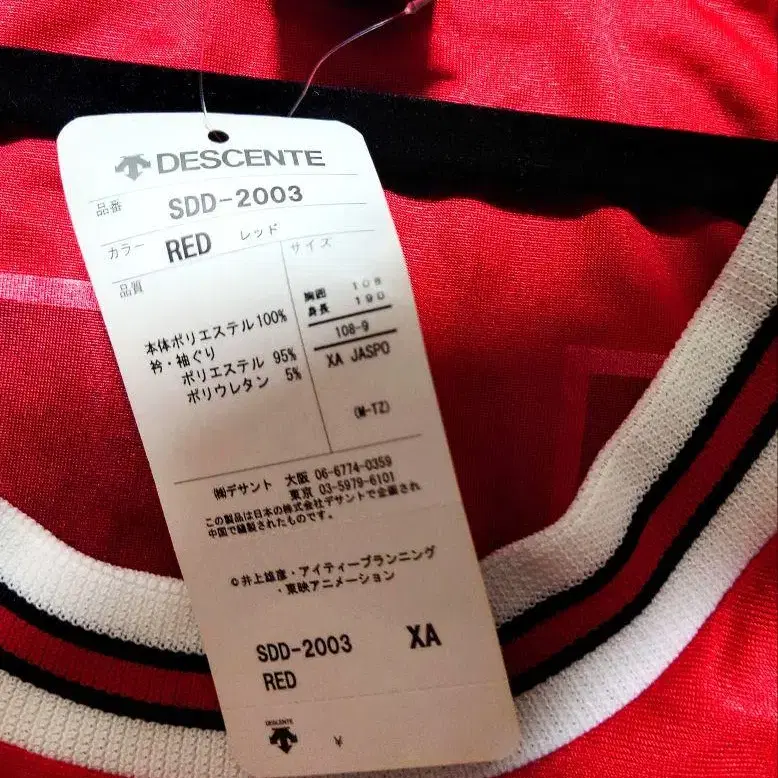 DESCENTE
品番 SDD-2003
カラー RED レッド
品質
サイズ
胸囲 108
身長 190
108-9
XA JASPO
(M-TZ)
本体ポリエステル100%
衿・袖ぐり
ポリエステル 95%
ポリウレタン 5%
㈱デサント 大阪 06-6774-0359
東京 03-5979-6101
この製品は日本の株式会社デサントで企画され
中国で縫製されたものです。
©井上雄彦・アイティープランニング
・東映アニメーション
SDD-2003 XA
RED
DESCENTE
¥